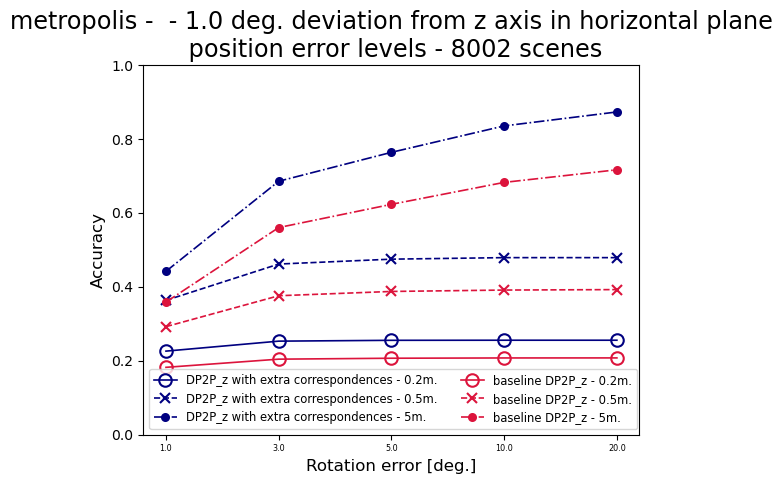 metropolis -  - 1.0 deg. deviation from z axis in horizontal plane
position error levels - 8002 scenes
1.0
0.8
0.6
0.4
0.2
0.0
Accuracy
DP2P_z with extra correspondences - 0.2m.
DP2P_z with extra correspondences - 0.5m.
DP2P_z with extra correspondences - 5m.
baseline DP2P_z - 0.2m.
baseline DP2P_z - 0.5m.
baseline DP2P_z - 5m.
1.0 3.0 5.0 10.0 20.0
Rotation error [deg.]